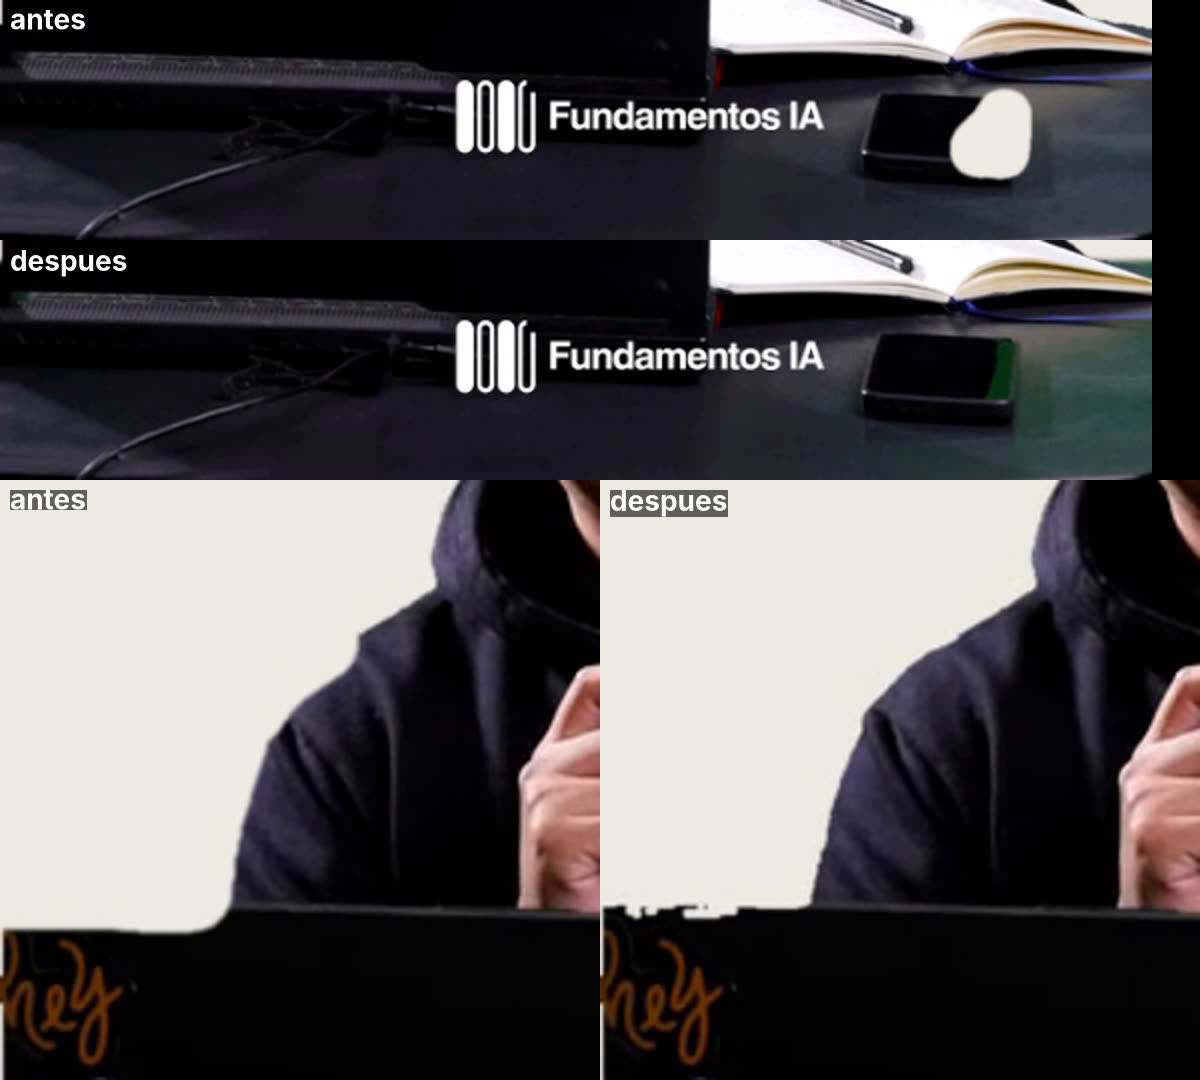 antes
Fundamentos IA
despues
Fundamentos IA
antes
despues
hey
hey